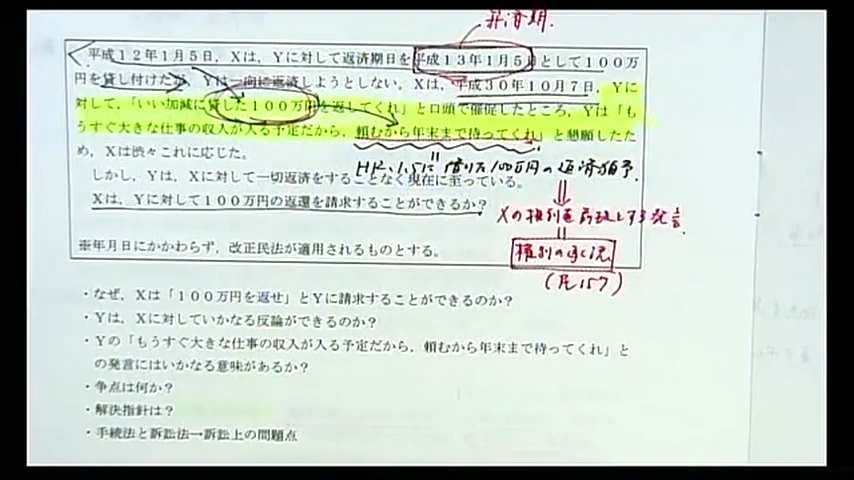 弁済期.
平成12年1月5日，Xは，Yに対して返済期日を平成13年1月5日として100万
円を貸し付けたが，Yは一向に返済しようとしない。Xは，平成30年10月7日，Yに
対して，「いい加減に貸した100万円を返してくれ」と口頭で催促したところ，Yは「も
うすぐ大きな仕事の収入が入る予定だから，頼むから年末まで待ってくれ」と懇願したた
め，Xは渋々これに応じた。
H12.1.5に借りた100万円の返済猶予.
しかし，Yは，Xに対して一切返済をすることなく現在に至っている。
Xは，Yに対して100万円の返還を請求することができるか？
Xの権利を前提とする発言.
※年月日にかかわらず，改正民法が適用されるものとする。
権利の承認
(民152)
・なぜ，Xは「100万円を返せ」とYに請求することができるのか？
・Yは，Xに対していかなる反論ができるのか？
・Yの「もうすぐ大きな仕事の収入が入る予定だから，頼むから年末まで待ってくれ」と
の発言にはいかなる意味があるか？
・争点は何か？
・解決指針は？
・手続法と訴訟法→訴訟上の問題点